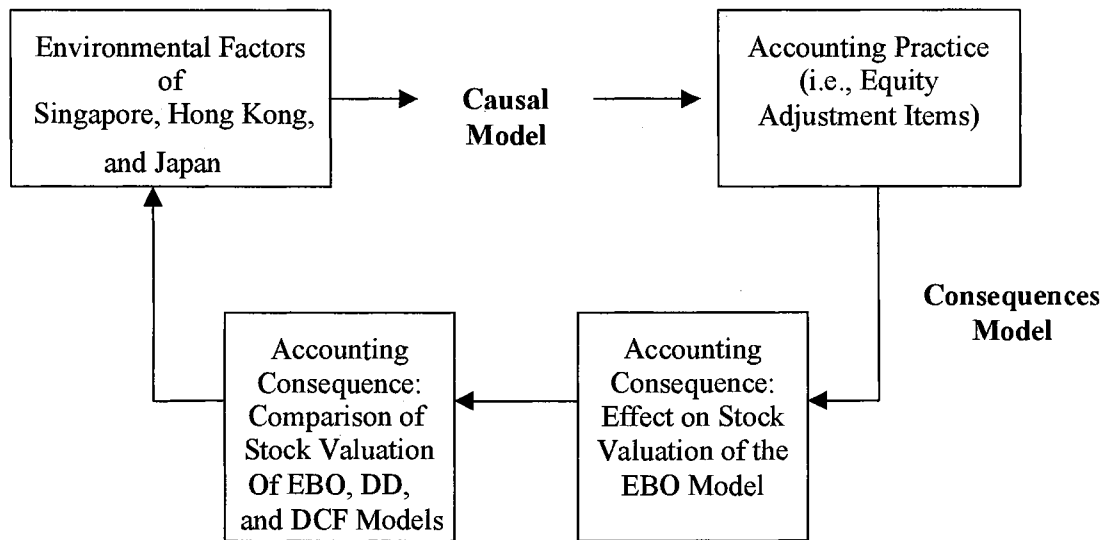 Environmental Factors
of
Singapore, Hong Kong,
and Japan
Causal
Model
Accounting Practice
(i.e., Equity
Adjustment Items)
Consequences
Model
Accounting
Consequence:
Comparison of
Stock Valuation
Of EBO, DD,
and DCF Models
Accounting
Consequence:
Effect on Stock
Valuation of the
EBO Model